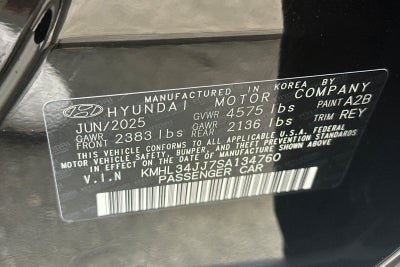 MANUFACTURED IN KOREA BY
HYUNDAI MOTOR COMPANY
JUN/2025 GVWR 4575 lbs PAINT A2B
GAWR FRONT 2383 lbs GAWR REAR 2136 lbs TRIM REY
THIS VEHICLE CONFORMS TO ALL APPLICABLE U.S.A. FEDERAL
MOTOR VEHICLE SAFETY, BUMPER, AND THEFT PREVENTION STANDARDS
IN EFFECT ON THE DATE OF MANUFACTURE SHOWN ABOVE.
V.I.N KMHL34JJ7SA134760
PASSENGER CAR